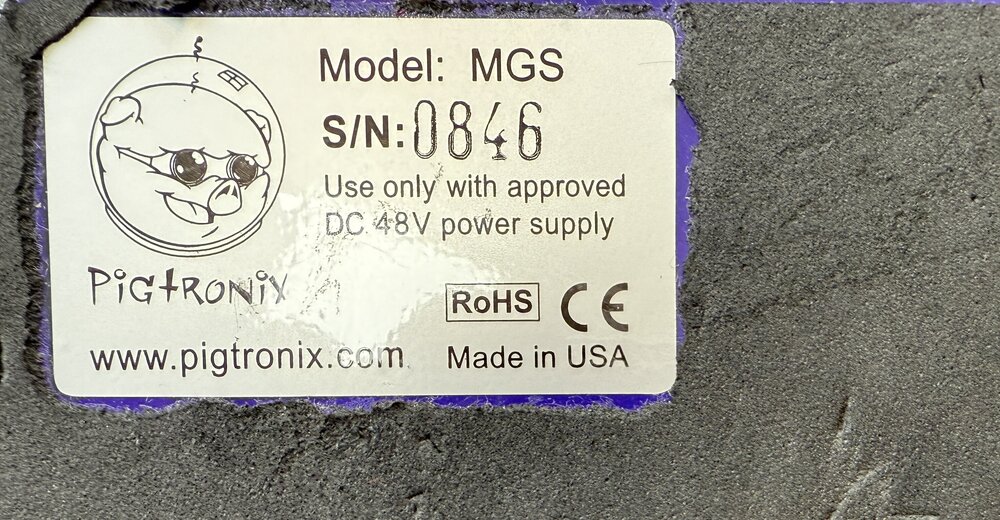 Model: MGS
S/N: 0846
Use only with approved
DC 48V power supply
PIGTRONIX
RoHS CE
www.pigtronix.com
Made in USA